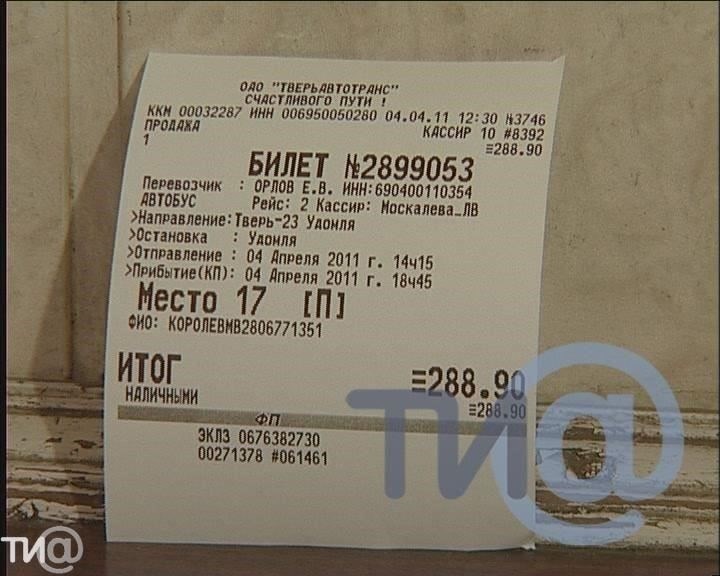 ОАО "ТВЕРЬАВТОТРАНС"
СЧАСТЛИВОГО ПУТИ !
ККМ 00032287 ИНН 006950050280 04.04.11 12:30 №3746
ПРОДАЖА КАССИР 10 #8392
1 ≡288.90
БИЛЕТ №2899053
Перевозчик : ОРЛОВ Е.В. ИНН:690400110354
АВТОБУС Рейс: 2 Кассир: Москалева_ЛВ
>Направление:Тверь-23 Удомля
>Остановка : Удомля
>Отправление : 04 Апреля 2011 г. 14ч15
>Прибытие(КП): 04 Апреля 2011 г. 18ч45
Место 17 [П]
ФИО: КОРОЛЕВМВ2806771351
ИТОГ ≡288.90
НАЛИЧНЫМИ ≡288.90
ФП
ЭКЛЗ 0676382730
00271378 #061461
ТИ@
ТИ@